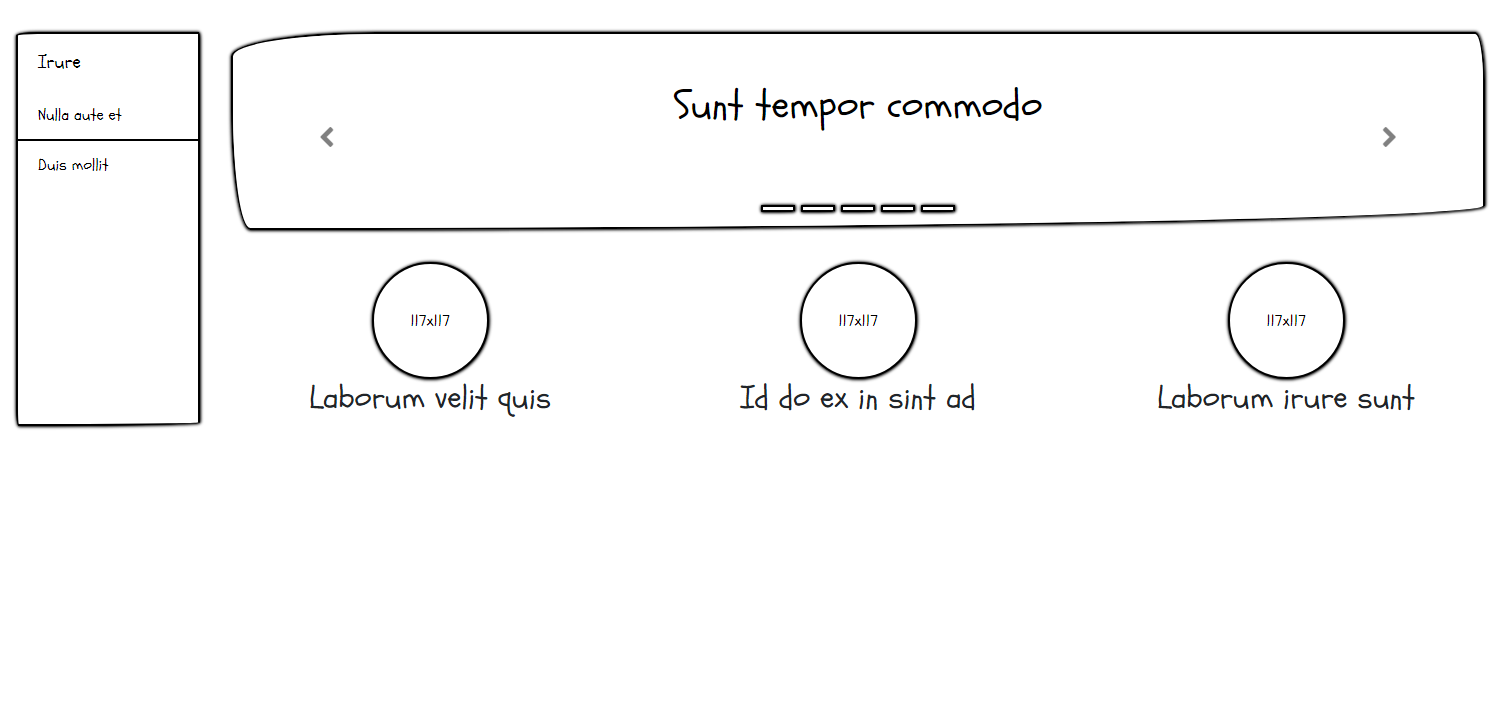 Irure
Nulla aute et
Duis mollit
Sunt tempor commodo
117x117
117x117
117x117
Laborum velit quis
Id do ex in sint ad
Laborum irure sunt